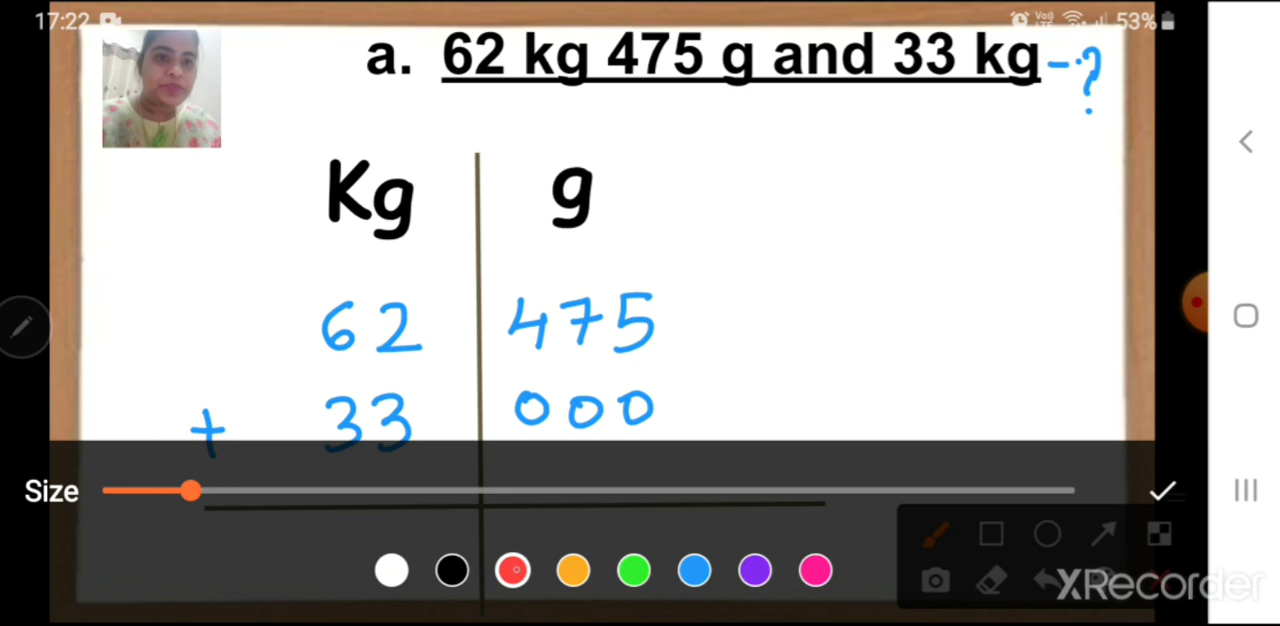 17:22 53%
a. 62 kg 475 g and 33 kg - ?
Kg g
62 475
+ 33 000
Size
XRecorder